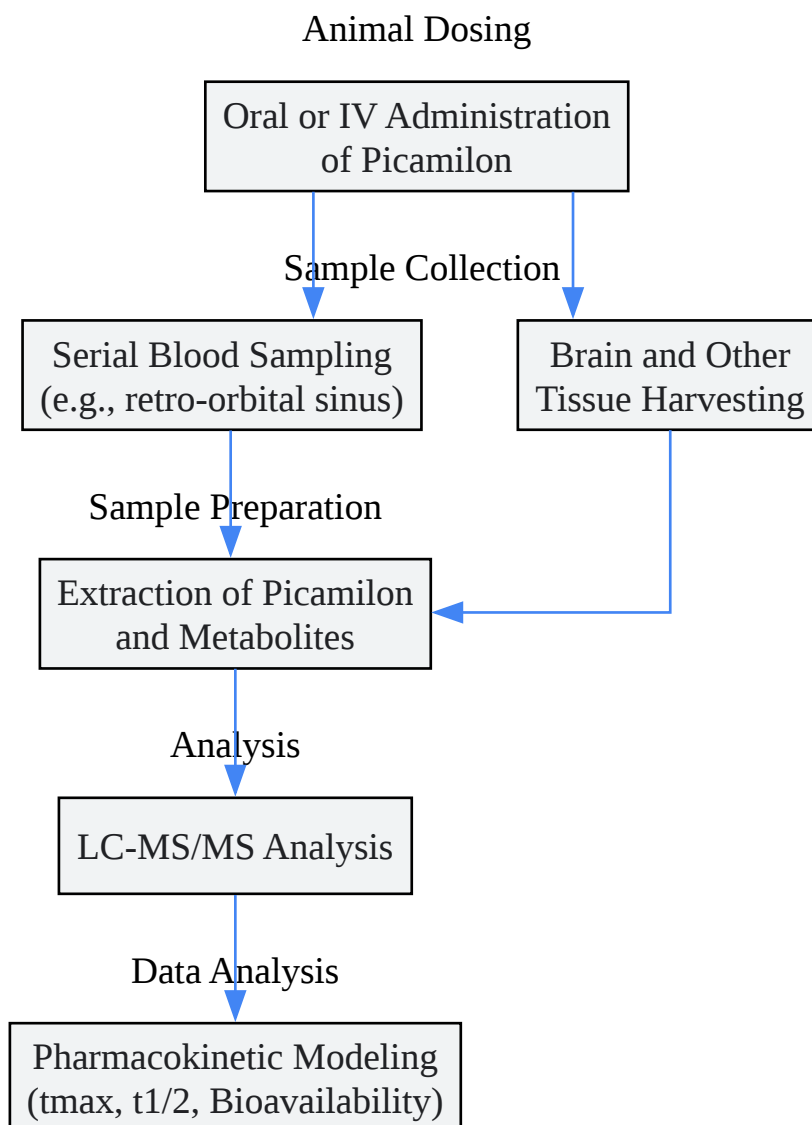 Animal Dosing
Oral or IV Administration
of Picamilon
Sample Collection
Serial Blood Sampling
(e.g., retro-orbital sinus)
Brain and Other
Tissue Harvesting
Sample Preparation
Extraction of Picamilon
and Metabolites
Analysis
LC-MS/MS Analysis
Data Analysis
Pharmacokinetic Modeling
(tmax, t1/2, Bioavailability)